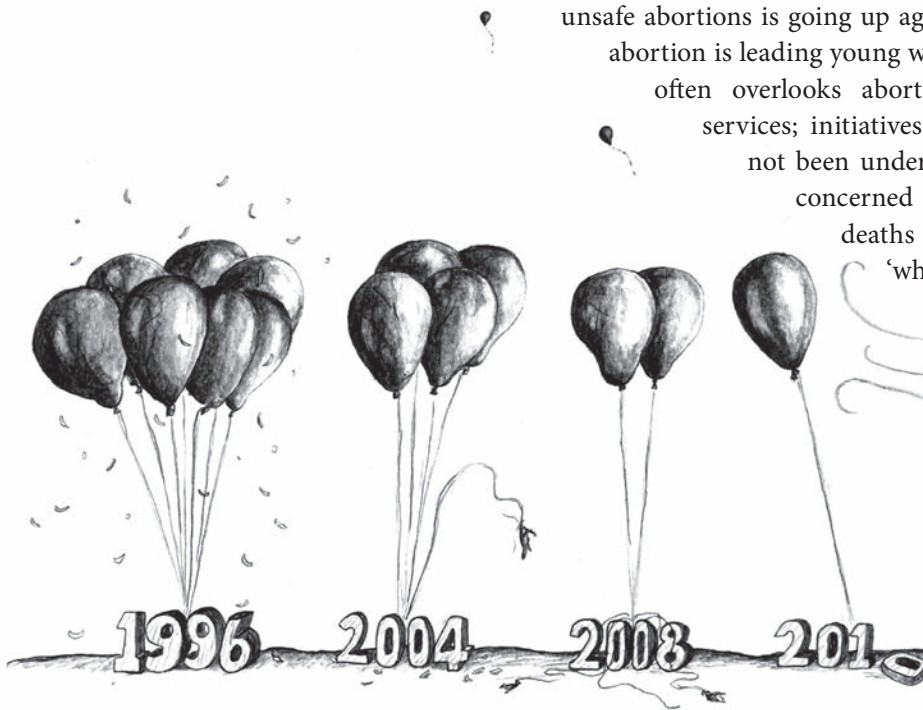 unsafe abortions is going up ag
abortion is leading young w
often overlooks abort
services; initiatives
not been under
concerned
deaths
‘wh
1996
2004
2008
2010